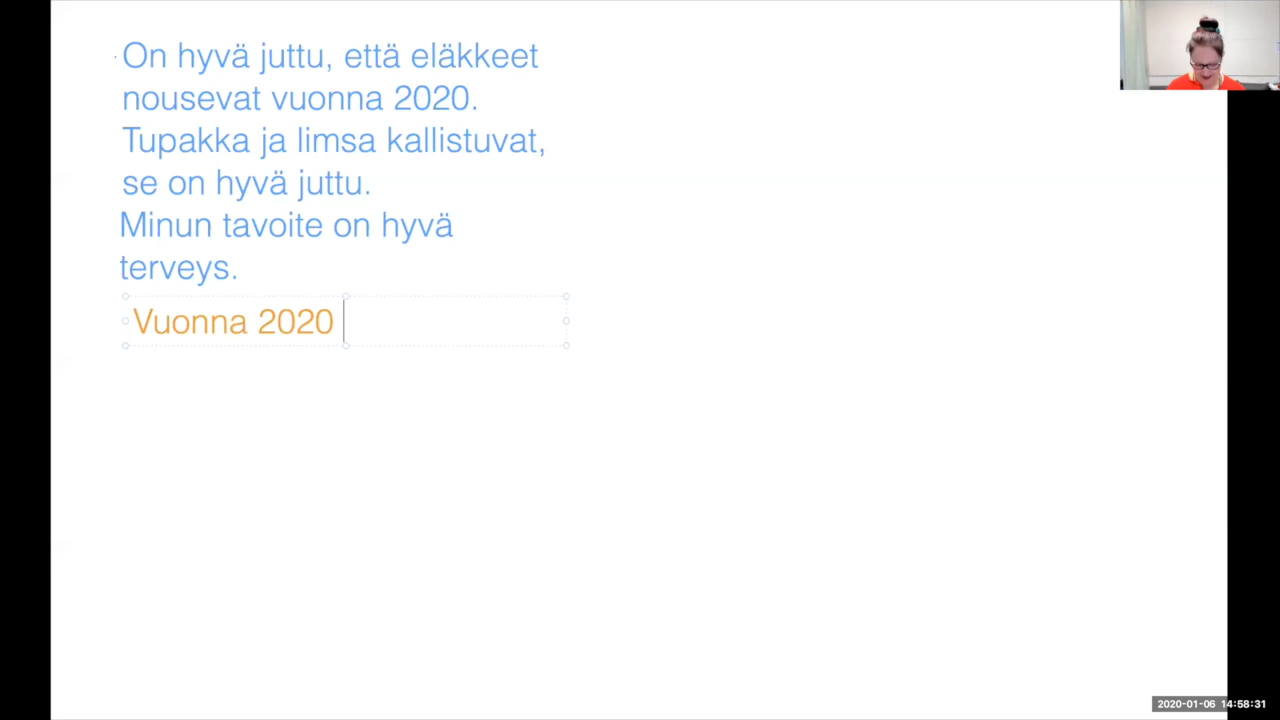 On hyvä juttu, että eläkkeet
nousevat vuonna 2020.
Tupakka ja limsa kallistuvat,
se on hyvä juttu.
Minun tavoite on hyvä
terveys.
Vuonna 2020
2020-01-06 14:58:31